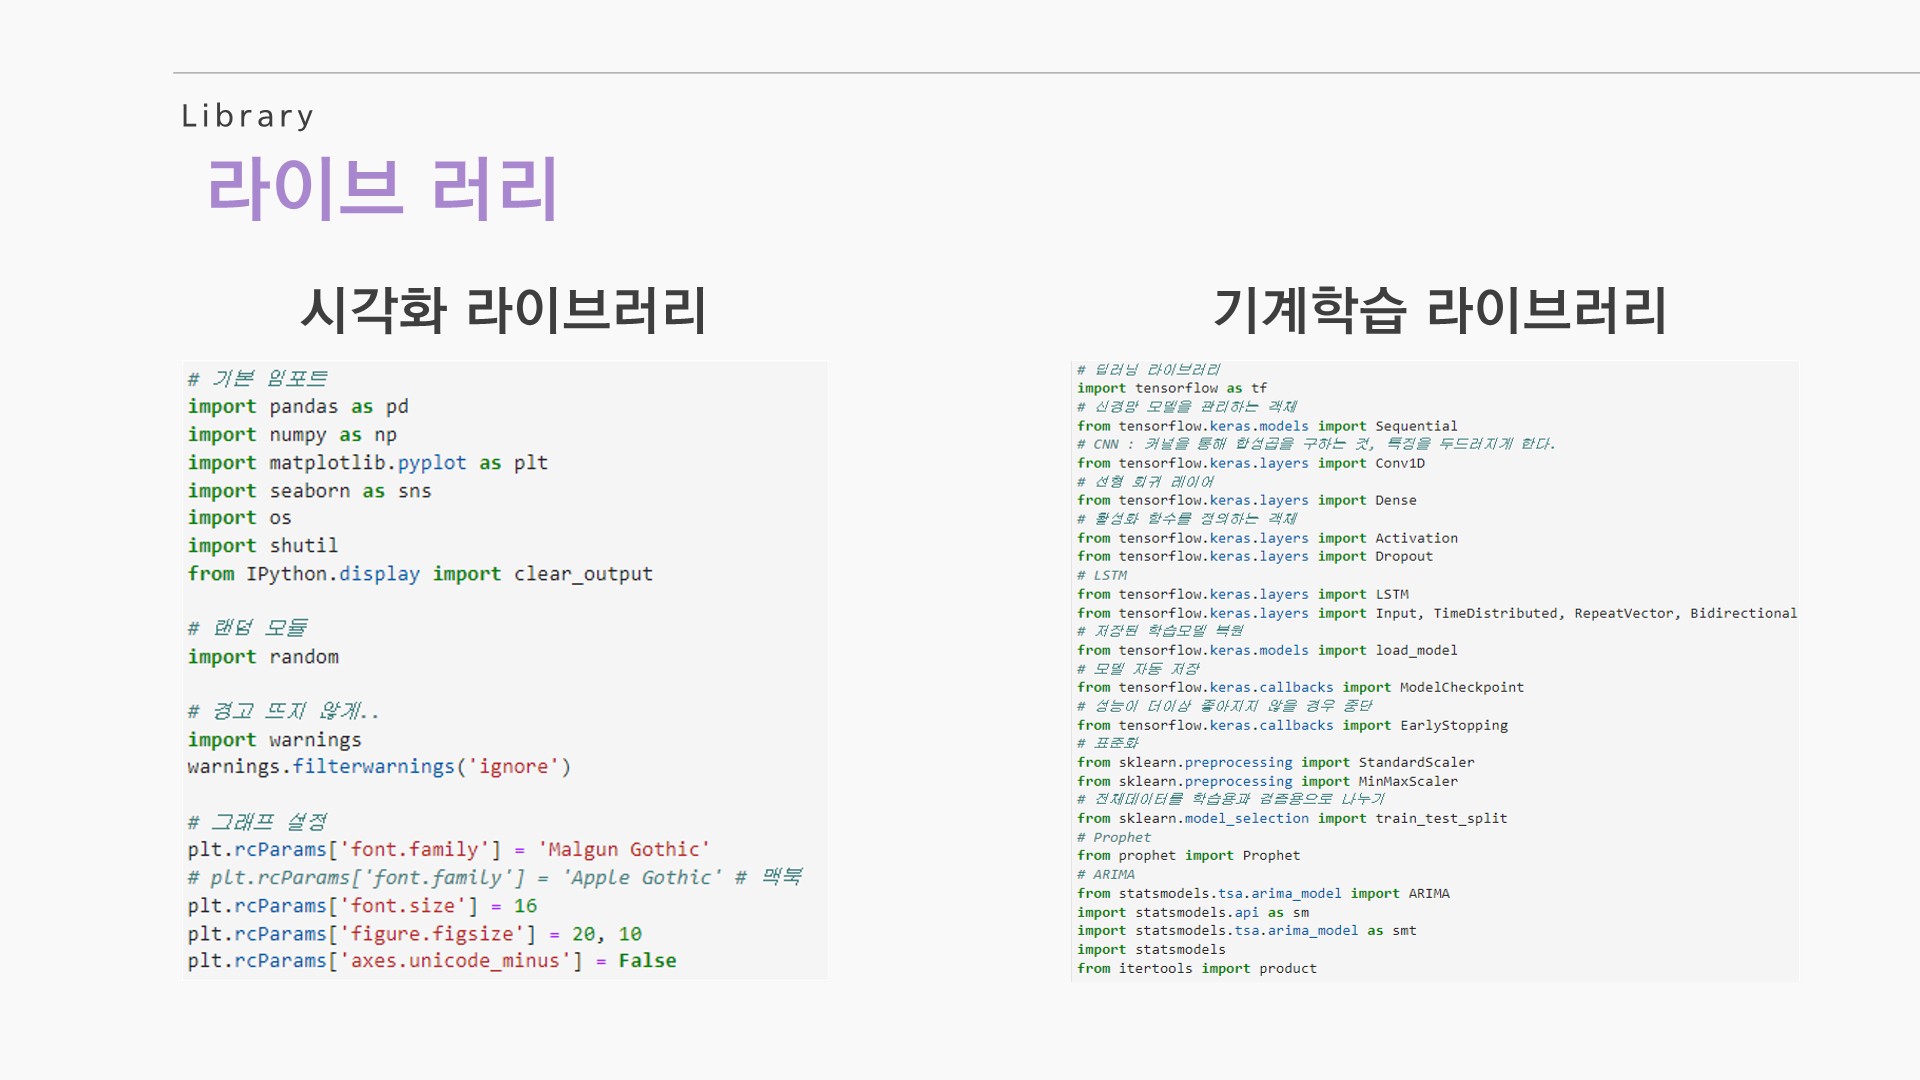 Library
라이브 러리
시각화 라이브러리
# 기본 임포트
import pandas as pd
import numpy as np
import matplotlib.pyplot as plt
import seaborn as sns
import os
import shutil
from IPython.display import clear_output
# 랜덤 모듈
import random
# 경고 뜨지 않게..
import warnings
warnings.filterwarnings('ignore')
# 그래프 설정
plt.rcParams['font.family'] = 'Malgun Gothic'
# plt.rcParams['font.family'] = 'Apple Gothic' # 맥북
plt.rcParams['font.size'] = 16
plt.rcParams['figure.figsize'] = 20, 10
plt.rcParams['axes.unicode_minus'] = False
기계학습 라이브러리
# 딥러닝 라이브러리
import tensorflow as tf
# 신경망 모델을 관리하는 객체
from tensorflow.keras.models import Sequential
# CNN : 커널을 통해 합성곱을 구하는 것, 특징을 두드러지게 한다.
from tensorflow.keras.layers import Conv1D
# 선형 회귀 레이어
from tensorflow.keras.layers import Dense
# 활성화 함수를 정의하는 객체
from tensorflow.keras.layers import Activation
from tensorflow.keras.layers import Dropout
# LSTM
from tensorflow.keras.layers import LSTM
from tensorflow.keras.layers import Input, TimeDistributed, RepeatVector, Bidirectional
# 저장된 학습모델 복원
from tensorflow.keras.models import load_model
# 모델 자동 저장
from tensorflow.keras.callbacks import ModelCheckpoint
# 성능이 더이상 좋아지지 않을 경우 중단
from tensorflow.keras.callbacks import EarlyStopping
# 표준화
from sklearn.preprocessing import StandardScaler
from sklearn.preprocessing import MinMaxScaler
# 전체데이터를 학습용과 검증용으로 나누기
from sklearn.model_selection import train_test_split
# Prophet
from prophet import Prophet
# ARIMA
from statsmodels.tsa.arima_model import ARIMA
import statsmodels.api as sm
import statsmodels.tsa.arima_model as smt
import statsmodels
from itertools import product